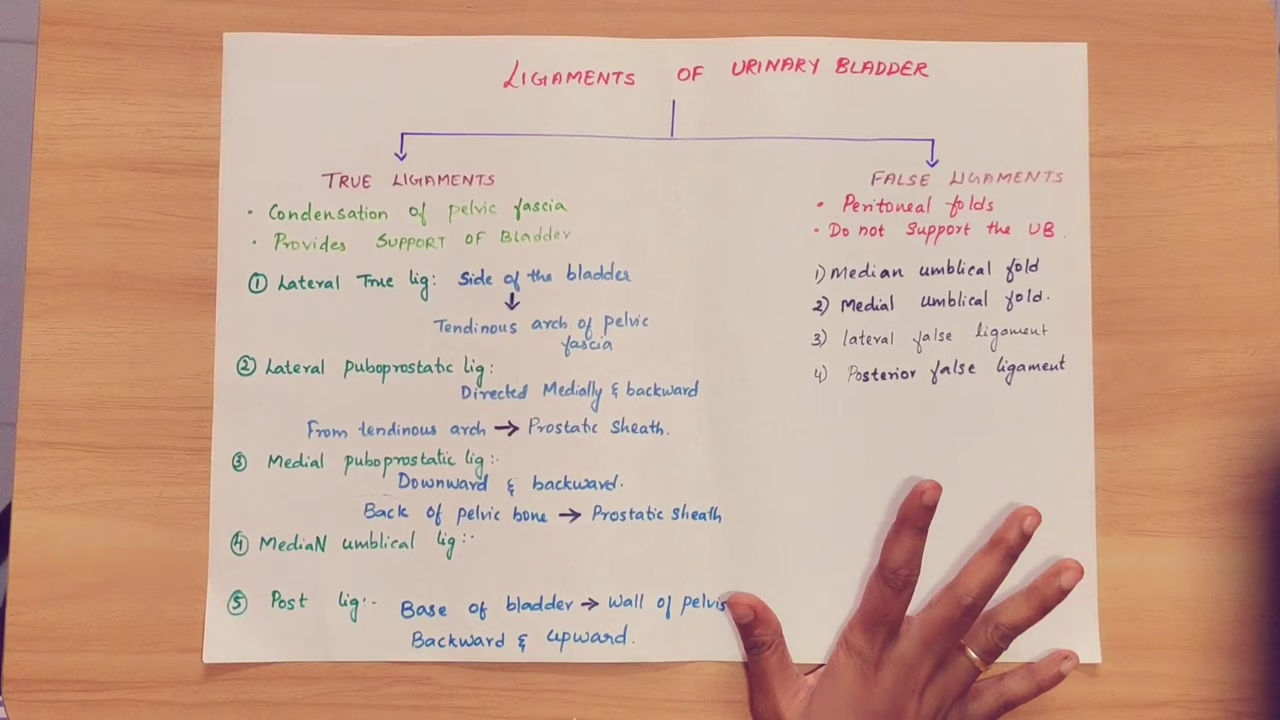 LIGAMENTS OF URINARY BLADDER
TRUE LIGAMENTS
• Condensation of pelvic fascia
• Provides SUPPORT OF Bladder
① Lateral True lig: Side of the bladder
↓
Tendinous arch of pelvic
fascia
② Lateral puboprostatic lig:
Directed Medially & backward
From tendinous arch → Prostatic Sheath.
③ Medial puboprostatic lig:-
Downward & backward.
Back of pelvic bone → Prostatic Sheath
④ MediaN umblical lig:-
⑤ Post lig:- Base of bladder → Wall of pelvis
Backward & upward.
FALSE LIGAMENTS
• Peritoneal folds
• Do not Support the UB.
1) Median umblical fold
2) Medial umblical fold.
3) lateral false ligament
4) Posterior false ligament